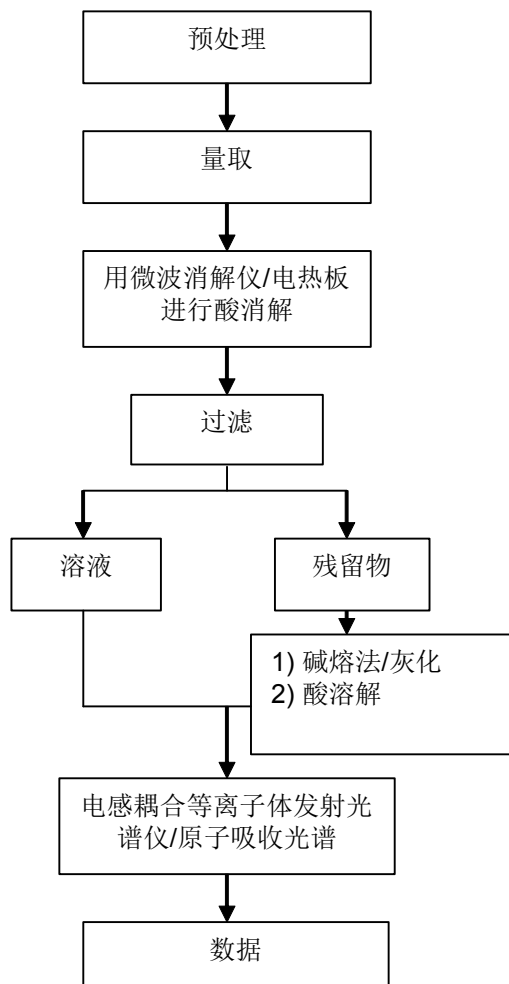 预处理
量取
用微波消解仪/电热板
进行酸消解
过滤
溶液
残留物
1) 碱熔法/灰化
2) 酸溶解
电感耦合等离子体发射光
谱仪/原子吸收光谱
数据